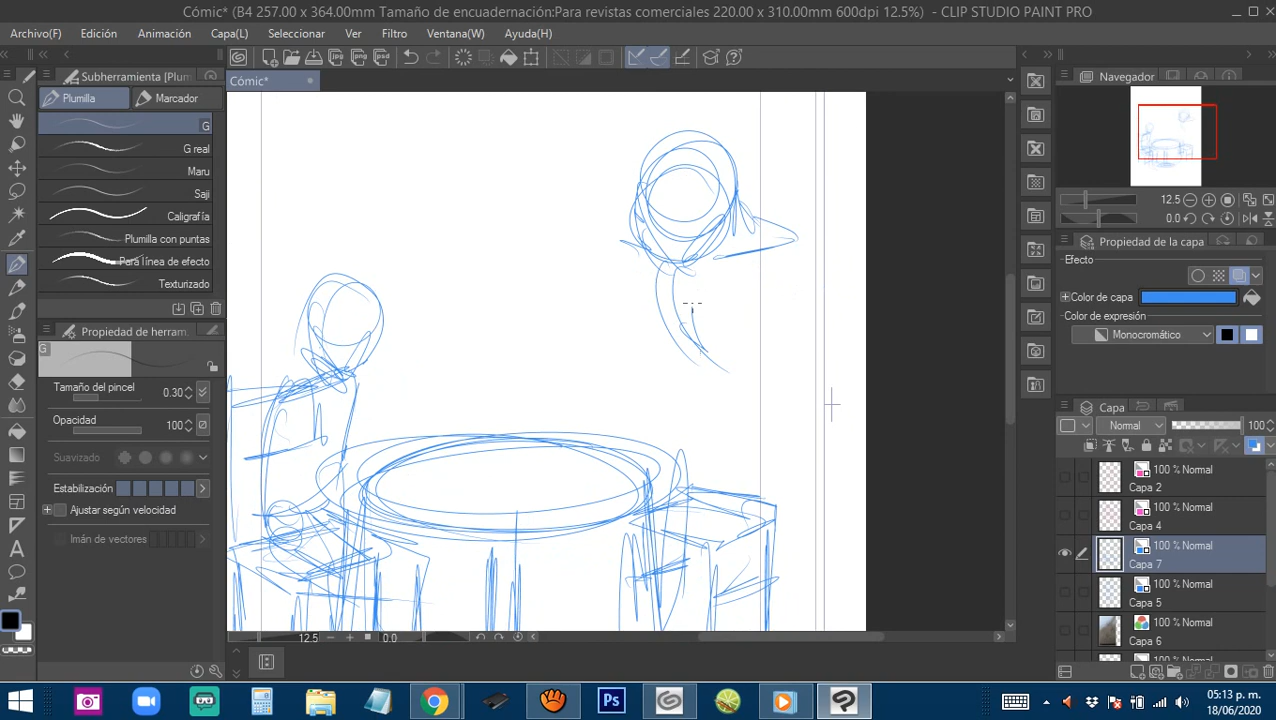 Cómic* (B4 257.00 x 364.00mm Tamaño de encuadernación:Para revistas comerciales 220.00 x 310.00mm 600dpi 12.5%) - CLIP STUDIO PAINT PRO
Archivo(F) Edición Animación Capa(L) Seleccionar Ver Filtro Ventana(W) Ayuda(H)
Subherramienta [Plum
Cómic*
Navegador
Plumilla Marcador
G
G real
Maru
Saji
Caligrafía
Plumilla con puntas
Para línea de efecto
Texturizado
12.5
0.0
Propiedad de la capa
Efecto
Color de capa
Color de expresión
Monocromático
Propiedad de herram
G
Tamaño del pincel 0.30
Opacidad 100
Suavizado
Estabilización
Ajustar según velocidad
Imán de vectores
Capa
Normal 100
100 % Normal
Capa 2
100 % Normal
Capa 4
100 % Normal
Capa 7
100 % Normal
Capa 5
100 % Normal
Capa 6
100 % Normal
12.5 0.0
Ps
05:13 p. m.
18/06/2020